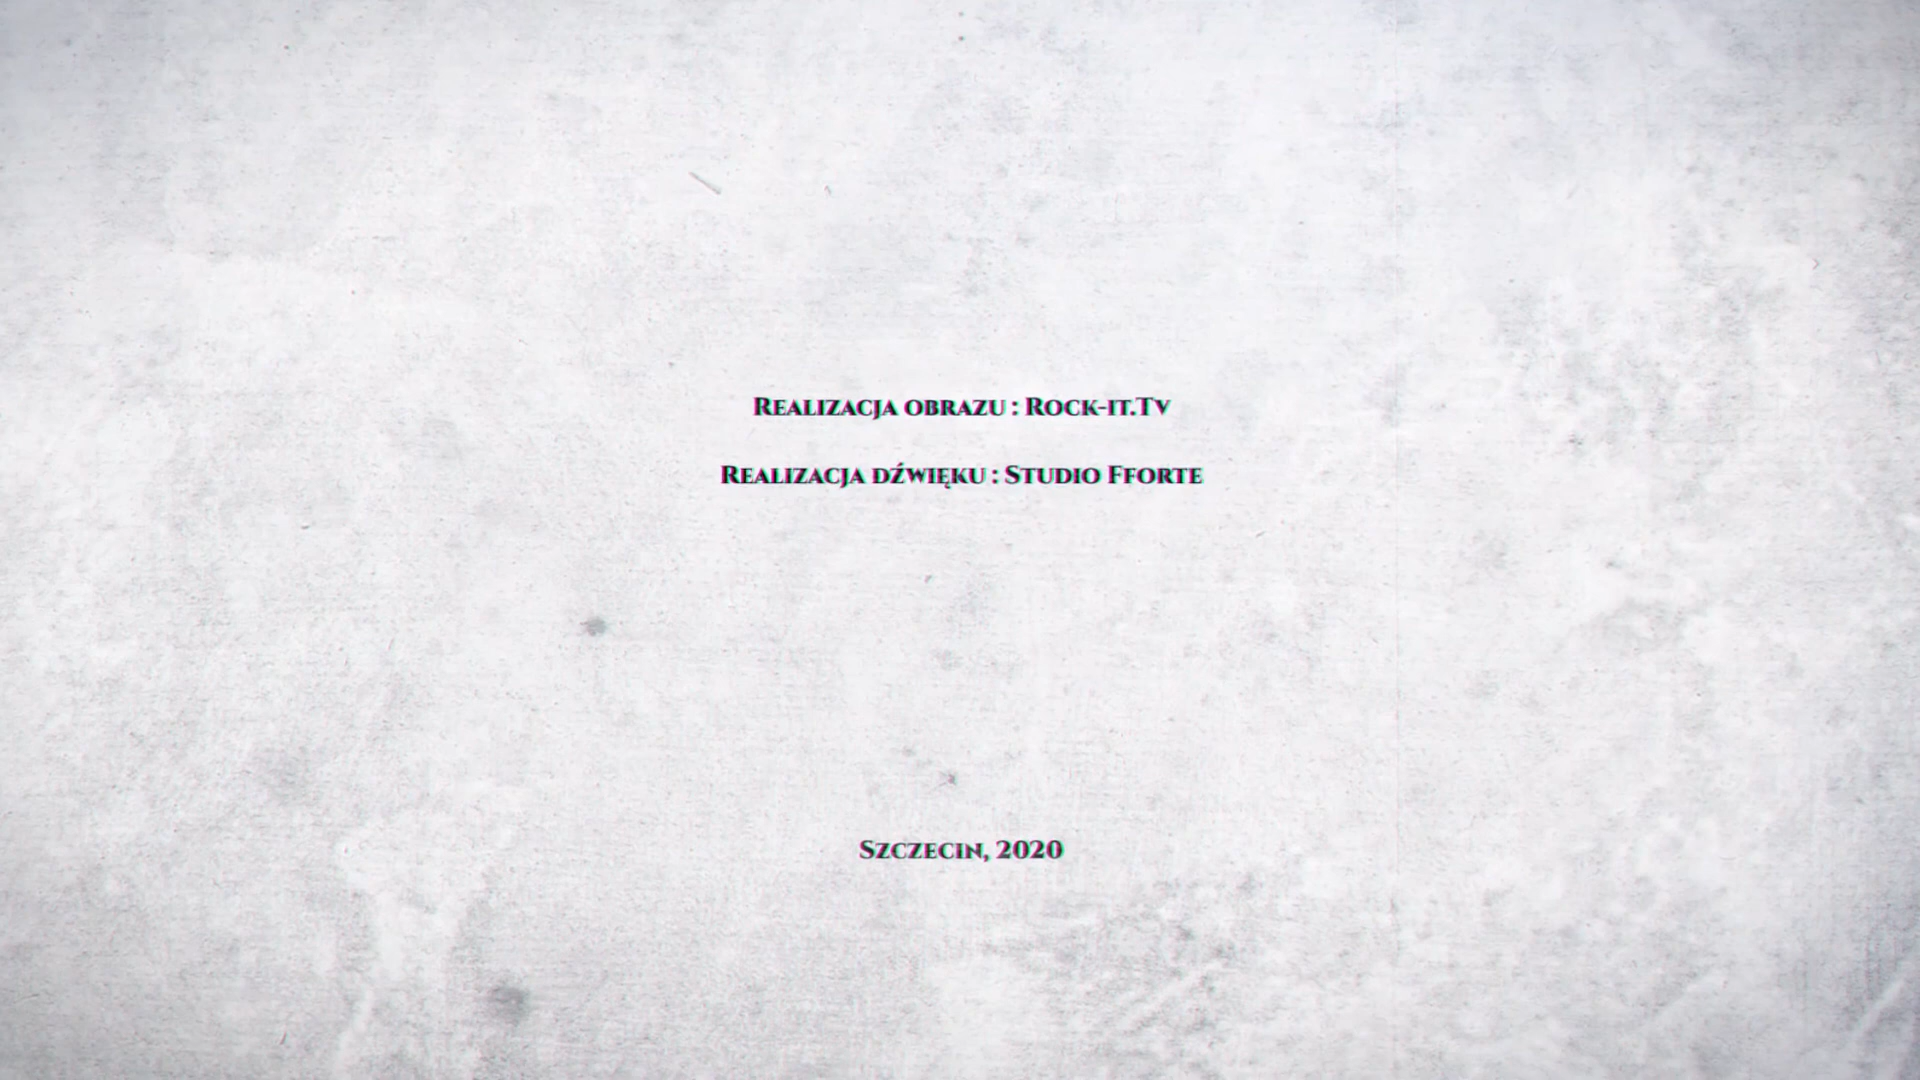 Realizacja obrazu : Rock-it.Tv
Realizacja dźwięku : Studio Fforte
Szczecin, 2020